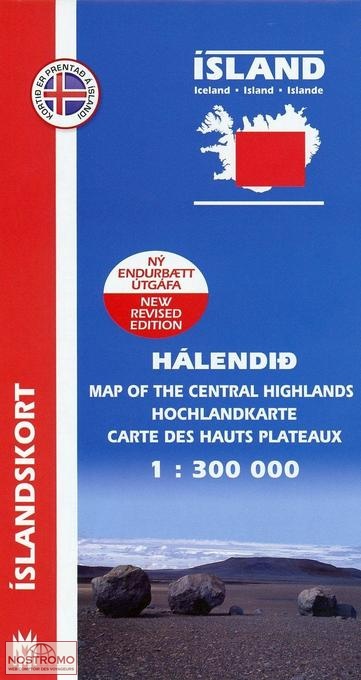 KORTIÐ ER PRENTAÐ Á ÍSLANDI
ÍSLAND
Iceland • Island • Islande
NÝ
ENDURBÆTT
ÚTGÁFA
NEW
REVISED
EDITION
HÁLENDIÐ
MAP OF THE CENTRAL HIGHLANDS
HOCHLANDKARTE
CARTE DES HAUTS PLATEAUX
1 : 300 000
ÍSLANDSKORT
NOSTROMO